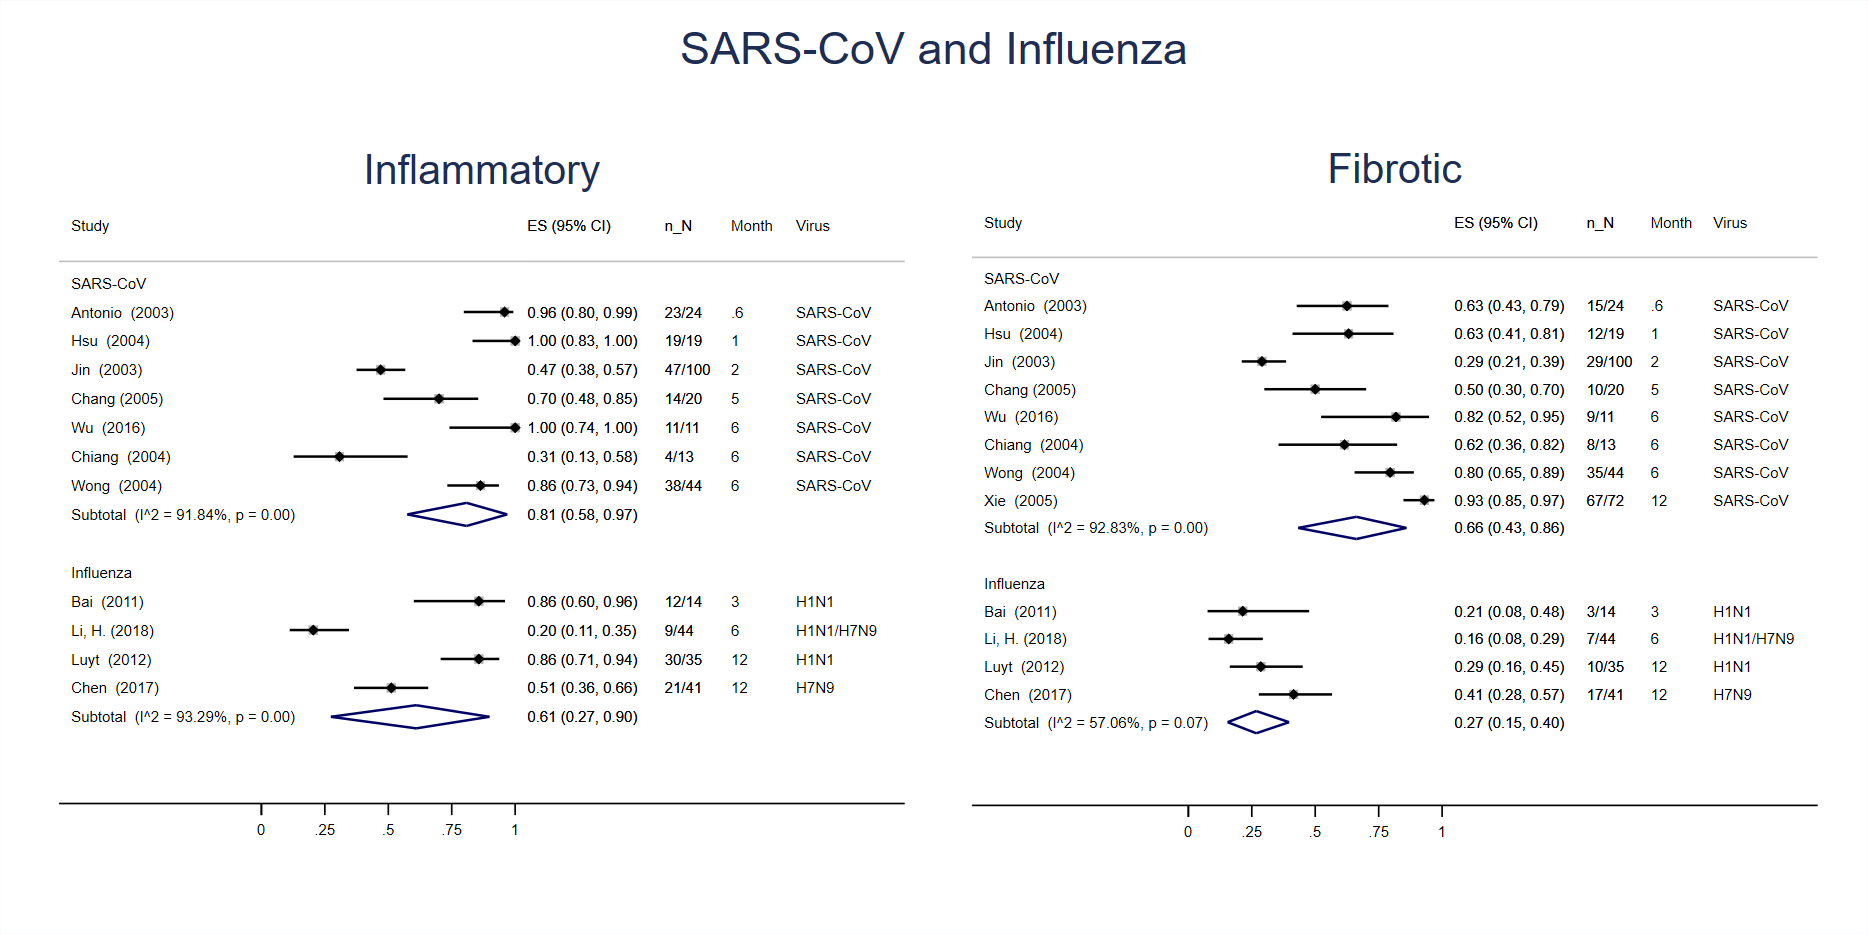 SARS-CoV and Influenza
Inflammatory
Study ES (95% CI) n_N Month Virus
SARS-CoV
Antonio (2003) 0.96 (0.80, 0.99) 23/24 .6 SARS-CoV
Hsu (2004) 1.00 (0.83, 1.00) 19/19 1 SARS-CoV
Jin (2003) 0.47 (0.38, 0.57) 47/100 2 SARS-CoV
Chang (2005) 0.70 (0.48, 0.85) 14/20 5 SARS-CoV
Wu (2016) 1.00 (0.74, 1.00) 11/11 6 SARS-CoV
Chiang (2004) 0.31 (0.13, 0.58) 4/13 6 SARS-CoV
Wong (2004) 0.86 (0.73, 0.94) 38/44 6 SARS-CoV
Subtotal (I^2 = 91.84%, p = 0.00) 0.81 (0.58, 0.97)
Influenza
Bai (2011) 0.86 (0.60, 0.96) 12/14 3 H1N1
Li, H. (2018) 0.20 (0.11, 0.35) 9/44 6 H1N1/H7N9
Luyt (2012) 0.86 (0.71, 0.94) 30/35 12 H1N1
Chen (2017) 0.51 (0.36, 0.66) 21/41 12 H7N9
Subtotal (I^2 = 93.29%, p = 0.00) 0.61 (0.27, 0.90)
0 .25 .5 .75 1
Fibrotic
Study ES (95% CI) n_N Month Virus
SARS-CoV
Antonio (2003) 0.63 (0.43, 0.79) 15/24 .6 SARS-CoV
Hsu (2004) 0.63 (0.41, 0.81) 12/19 1 SARS-CoV
Jin (2003) 0.29 (0.21, 0.39) 29/100 2 SARS-CoV
Chang (2005) 0.50 (0.30, 0.70) 10/20 5 SARS-CoV
Wu (2016) 0.82 (0.52, 0.95) 9/11 6 SARS-CoV
Chiang (2004) 0.62 (0.36, 0.82) 8/13 6 SARS-CoV
Wong (2004) 0.80 (0.65, 0.89) 35/44 6 SARS-CoV
Xie (2005) 0.93 (0.85, 0.97) 67/72 12 SARS-CoV
Subtotal (I^2 = 92.83%, p = 0.00) 0.66 (0.43, 0.86)
Influenza
Bai (2011) 0.21 (0.08, 0.48) 3/14 3 H1N1
Li, H. (2018) 0.16 (0.08, 0.29) 7/44 6 H1N1/H7N9
Luyt (2012) 0.29 (0.16, 0.45) 10/35 12 H1N1
Chen (2017) 0.41 (0.28, 0.57) 17/41 12 H7N9
Subtotal (I^2 = 57.06%, p = 0.07) 0.27 (0.15, 0.40)
0 .25 .5 .75 1